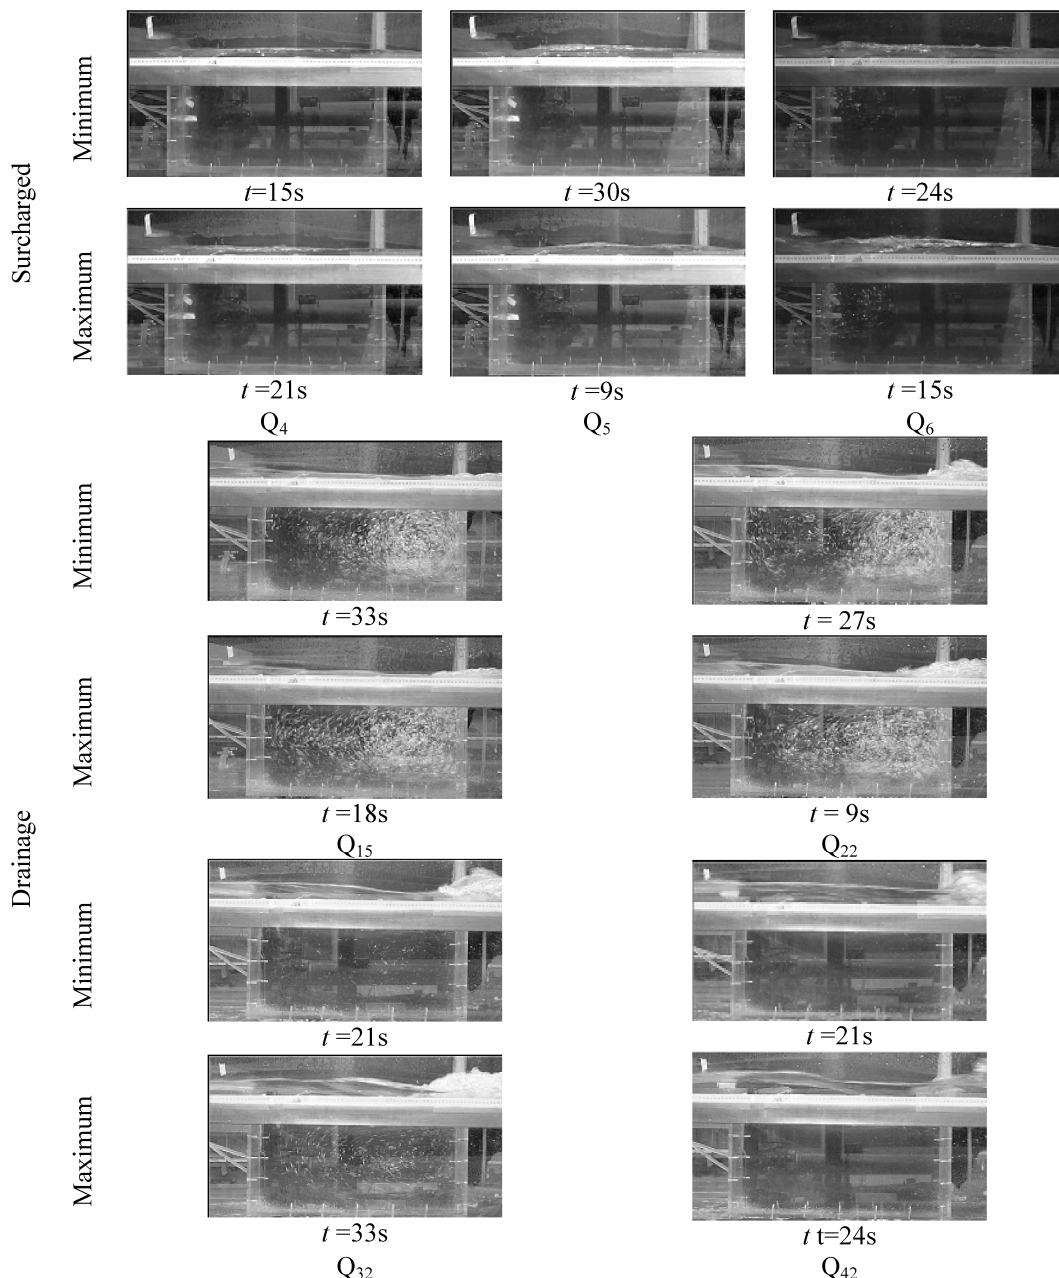 Surcharged
Minimum
t=15s
t =30s
t =24s
Maximum
t =21s
t =9s
t =15s
Q4
Q5
Q6
Drainage
Minimum
t =33s
t = 27s
Maximum
t =18s
t = 9s
Q15
Q22
Minimum
t =21s
t =21s
Maximum
t =33s
t t=24s
Q32
Q42